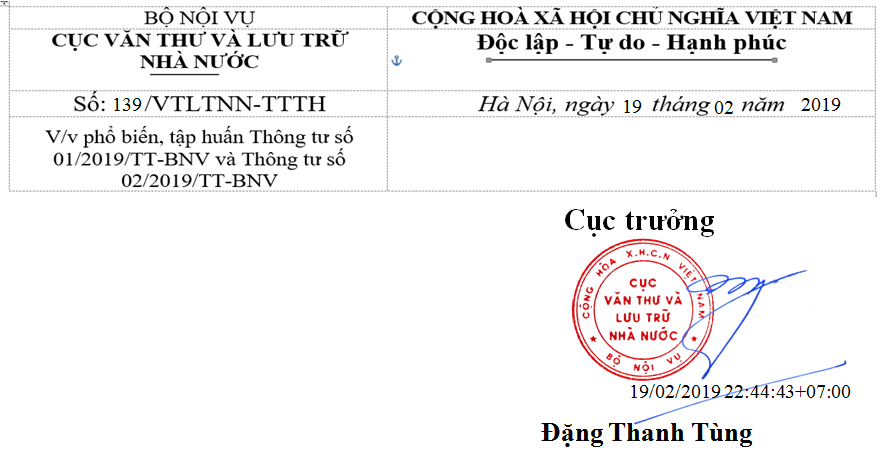 BỘ NỘI VỤ
CỤC VĂN THƯ VÀ LƯU TRỮ
NHÀ NƯỚC
CỘNG HOÀ XÃ HỘI CHỦ NGHĨA VIỆT NAM
Độc lập - Tự do - Hạnh phúc
Số: 139/VTLTNN-TTTH
Hà Nội, ngày 19 tháng 02 năm 2019
V/v phổ biến, tập huấn Thông tư số
01/2019/TT-BNV và Thông tư số
02/2019/TT-BNV
Cục trưởng
CỘNG HÒA X.H.C.N VIỆT NAM
CỤC
VĂN THƯ VÀ
LƯU TRỮ
NHÀ NƯỚC
★ BỘ NỘI VỤ ★
19/02/2019 22:44:43+07:00
Đặng Thanh Tùng